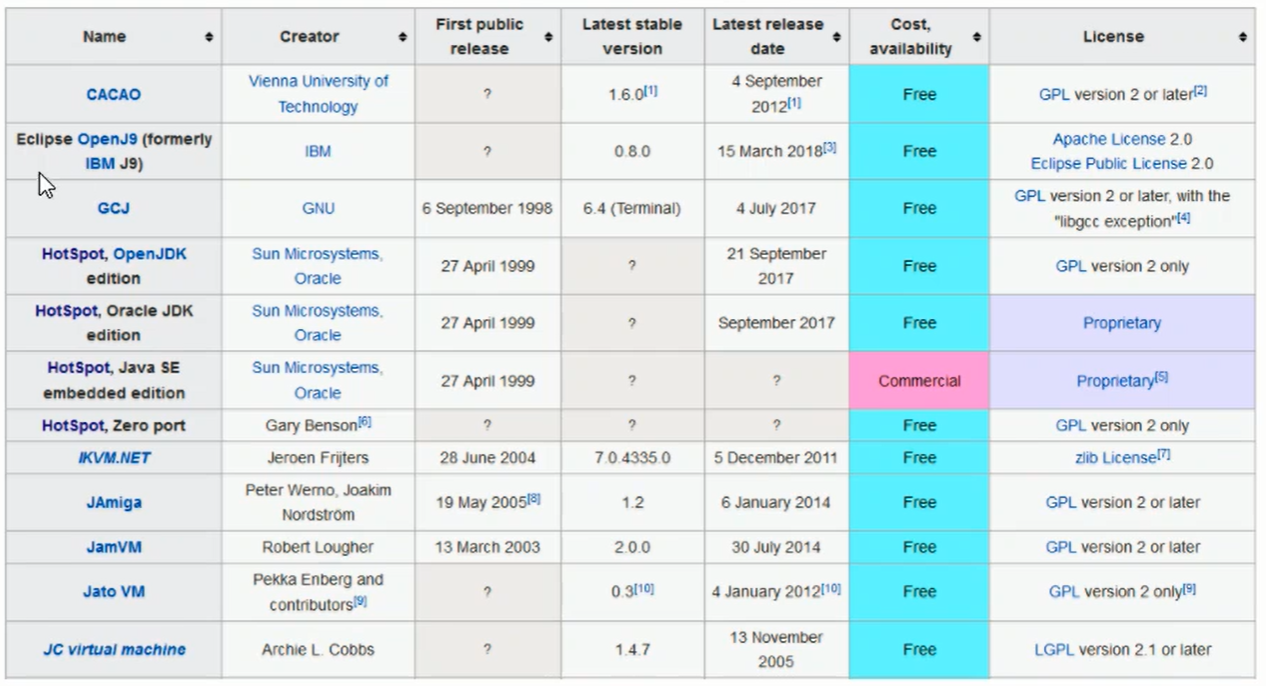 Name Creator First public release Latest stable version Latest release date Cost, availability License
CACAO Vienna University of Technology ? 1.6.0[1] 4 September 2012[1] Free GPL version 2 or later[2]
Eclipse OpenJ9 (formerly IBM J9) IBM ? 0.8.0 15 March 2018[3] Free Apache License 2.0 Eclipse Public License 2.0
GCJ GNU 6 September 1998 6.4 (Terminal) 4 July 2017 Free GPL version 2 or later, with the "libgcc exception"[4]
HotSpot, OpenJDK edition Sun Microsystems, Oracle 27 April 1999 ? 21 September 2017 Free GPL version 2 only
HotSpot, Oracle JDK edition Sun Microsystems, Oracle 27 April 1999 ? September 2017 Free Proprietary
HotSpot, Java SE embedded edition Sun Microsystems, Oracle 27 April 1999 ? ? Commercial Proprietary[5]
HotSpot, Zero port Gary Benson[6] ? ? ? Free GPL version 2 only
IKVM.NET Jeroen Frijters 28 June 2004 7.0.4335.0 5 December 2011 Free zlib License[7]
JAmiga Peter Werno, Joakim Nordström 19 May 2005[8] 1.2 6 January 2014 Free GPL version 2 or later
JamVM Robert Lougher 13 March 2003 2.0.0 30 July 2014 Free GPL version 2 or later
Jato VM Pekka Enberg and contributors[9] ? 0.3[10] 4 January 2012[10] Free GPL version 2 only[9]
JC virtual machine Archie L. Cobbs ? 1.4.7 13 November 2005 Free LGPL version 2.1 or later